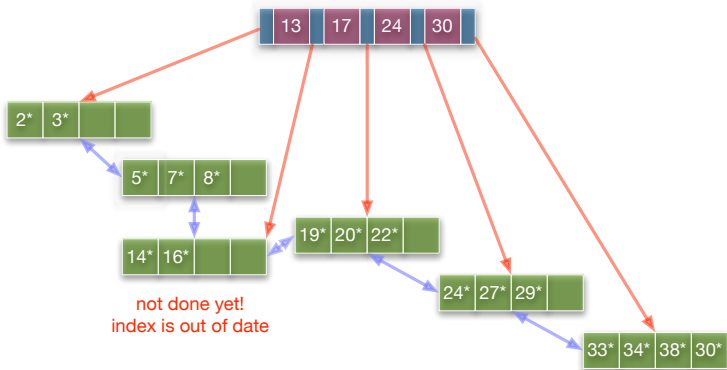 13 17 24 30
2* 3*
5* 7* 8*
14* 16*
19* 20* 22*
24* 27* 29*
33* 34* 38* 30*
not done yet!
index is out of date